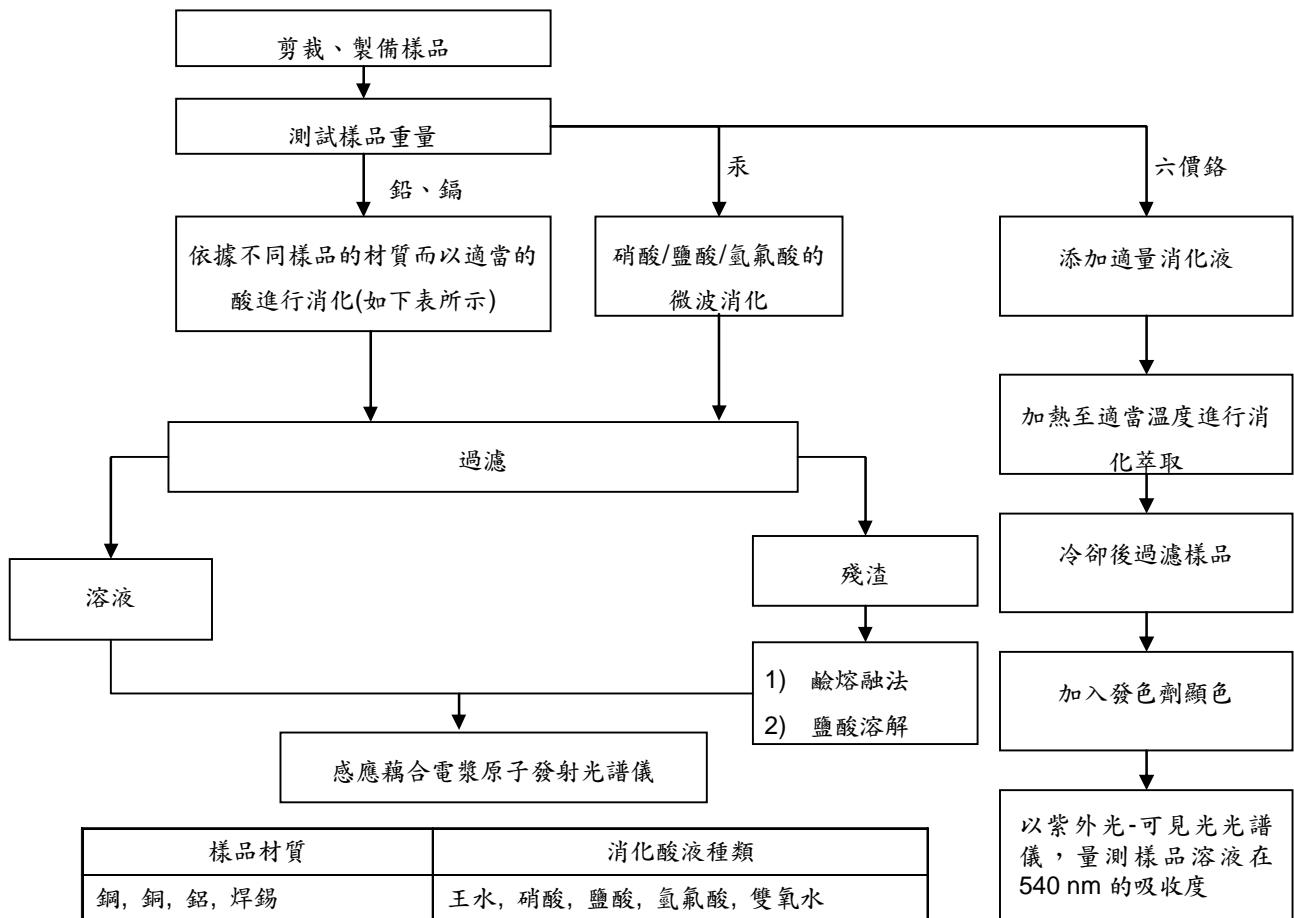 剪裁、製備樣品
測試樣品重量
鉛、鎘
汞
六價鉻
依據不同樣品的材質而以適當的
酸進行消化(如下表所示)
硝酸/鹽酸/氫氟酸的
微波消化
添加適量消化液
加熱至適當溫度進行消
化萃取
過濾
冷卻後過濾樣品
溶液
殘渣
1) 鹼熔融法
2) 鹽酸溶解
加入發色劑顯色
感應藕合電漿原子發射光譜儀
以紫外光-可見光光譜
儀，量測樣品溶液在
540 nm 的吸收度
樣品材質 消化酸液種類
鋼, 銅, 鋁, 焊錫 王水, 硝酸, 鹽酸, 氫氟酸, 雙氧水